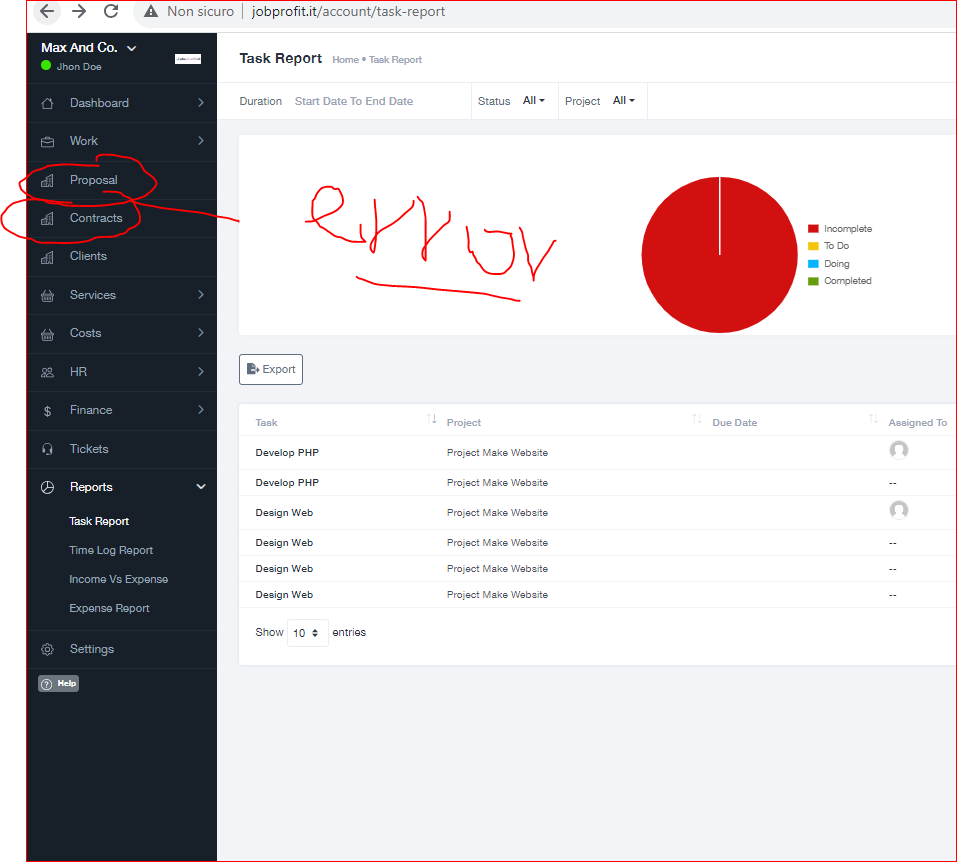 Non sicuro | jobprofit.it/account/task-report
Max And Co.
Jhon Doe
Dashboard
Work
Proposal
Contracts
Clients
Services
Costs
HR
Finance
Tickets
Reports
Task Report
Time Log Report
Income Vs Expense
Expense Report
Settings
Help
Task Report Home • Task Report
Duration Start Date To End Date Status All Project All
Incomplete
To Do
Doing
Completed
Export
Task Project Due Date Assigned To
Develop PHP Project Make Website
Develop PHP Project Make Website --
Design Web Project Make Website
Design Web Project Make Website --
Design Web Project Make Website --
Design Web Project Make Website --
Show 10 entries